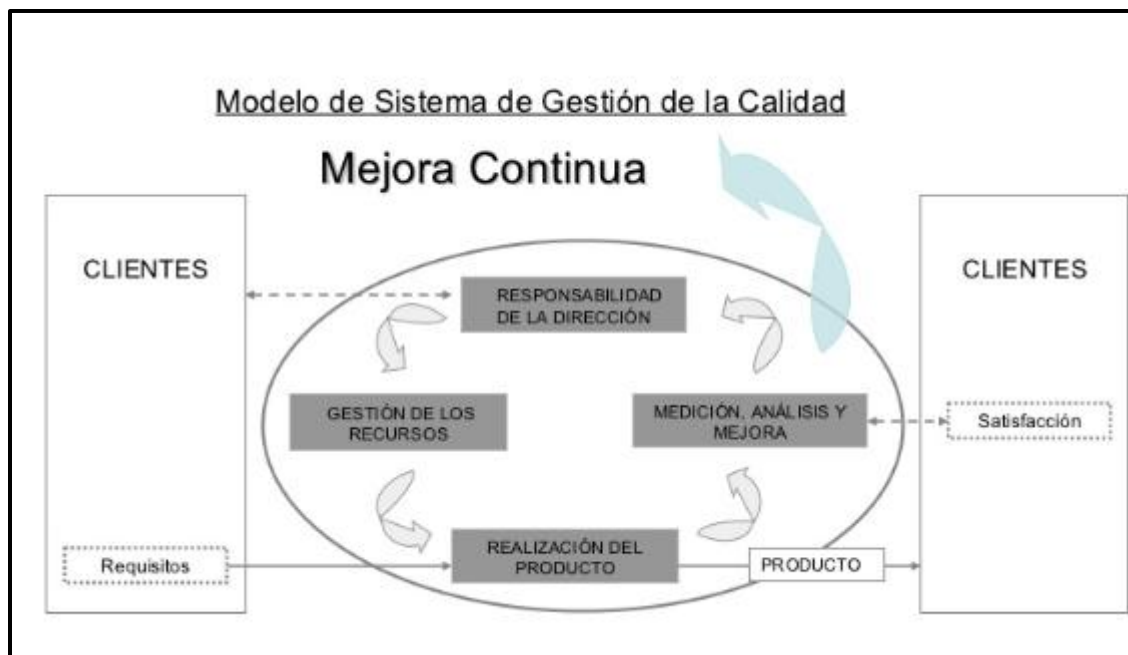 Modelo de Sistema de Gestión de la Calidad
Mejora Continua
CLIENTES
CLIENTES
RESPONSABILIDAD
DE LA DIRECCIÓN
GESTIÓN DE LOS
RECURSOS
MEDICIÓN, ANÁLISIS Y
MEJORA
Satisfacción
Requisitos
REALIZACIÓN DEL
PRODUCTO
PRODUCTO